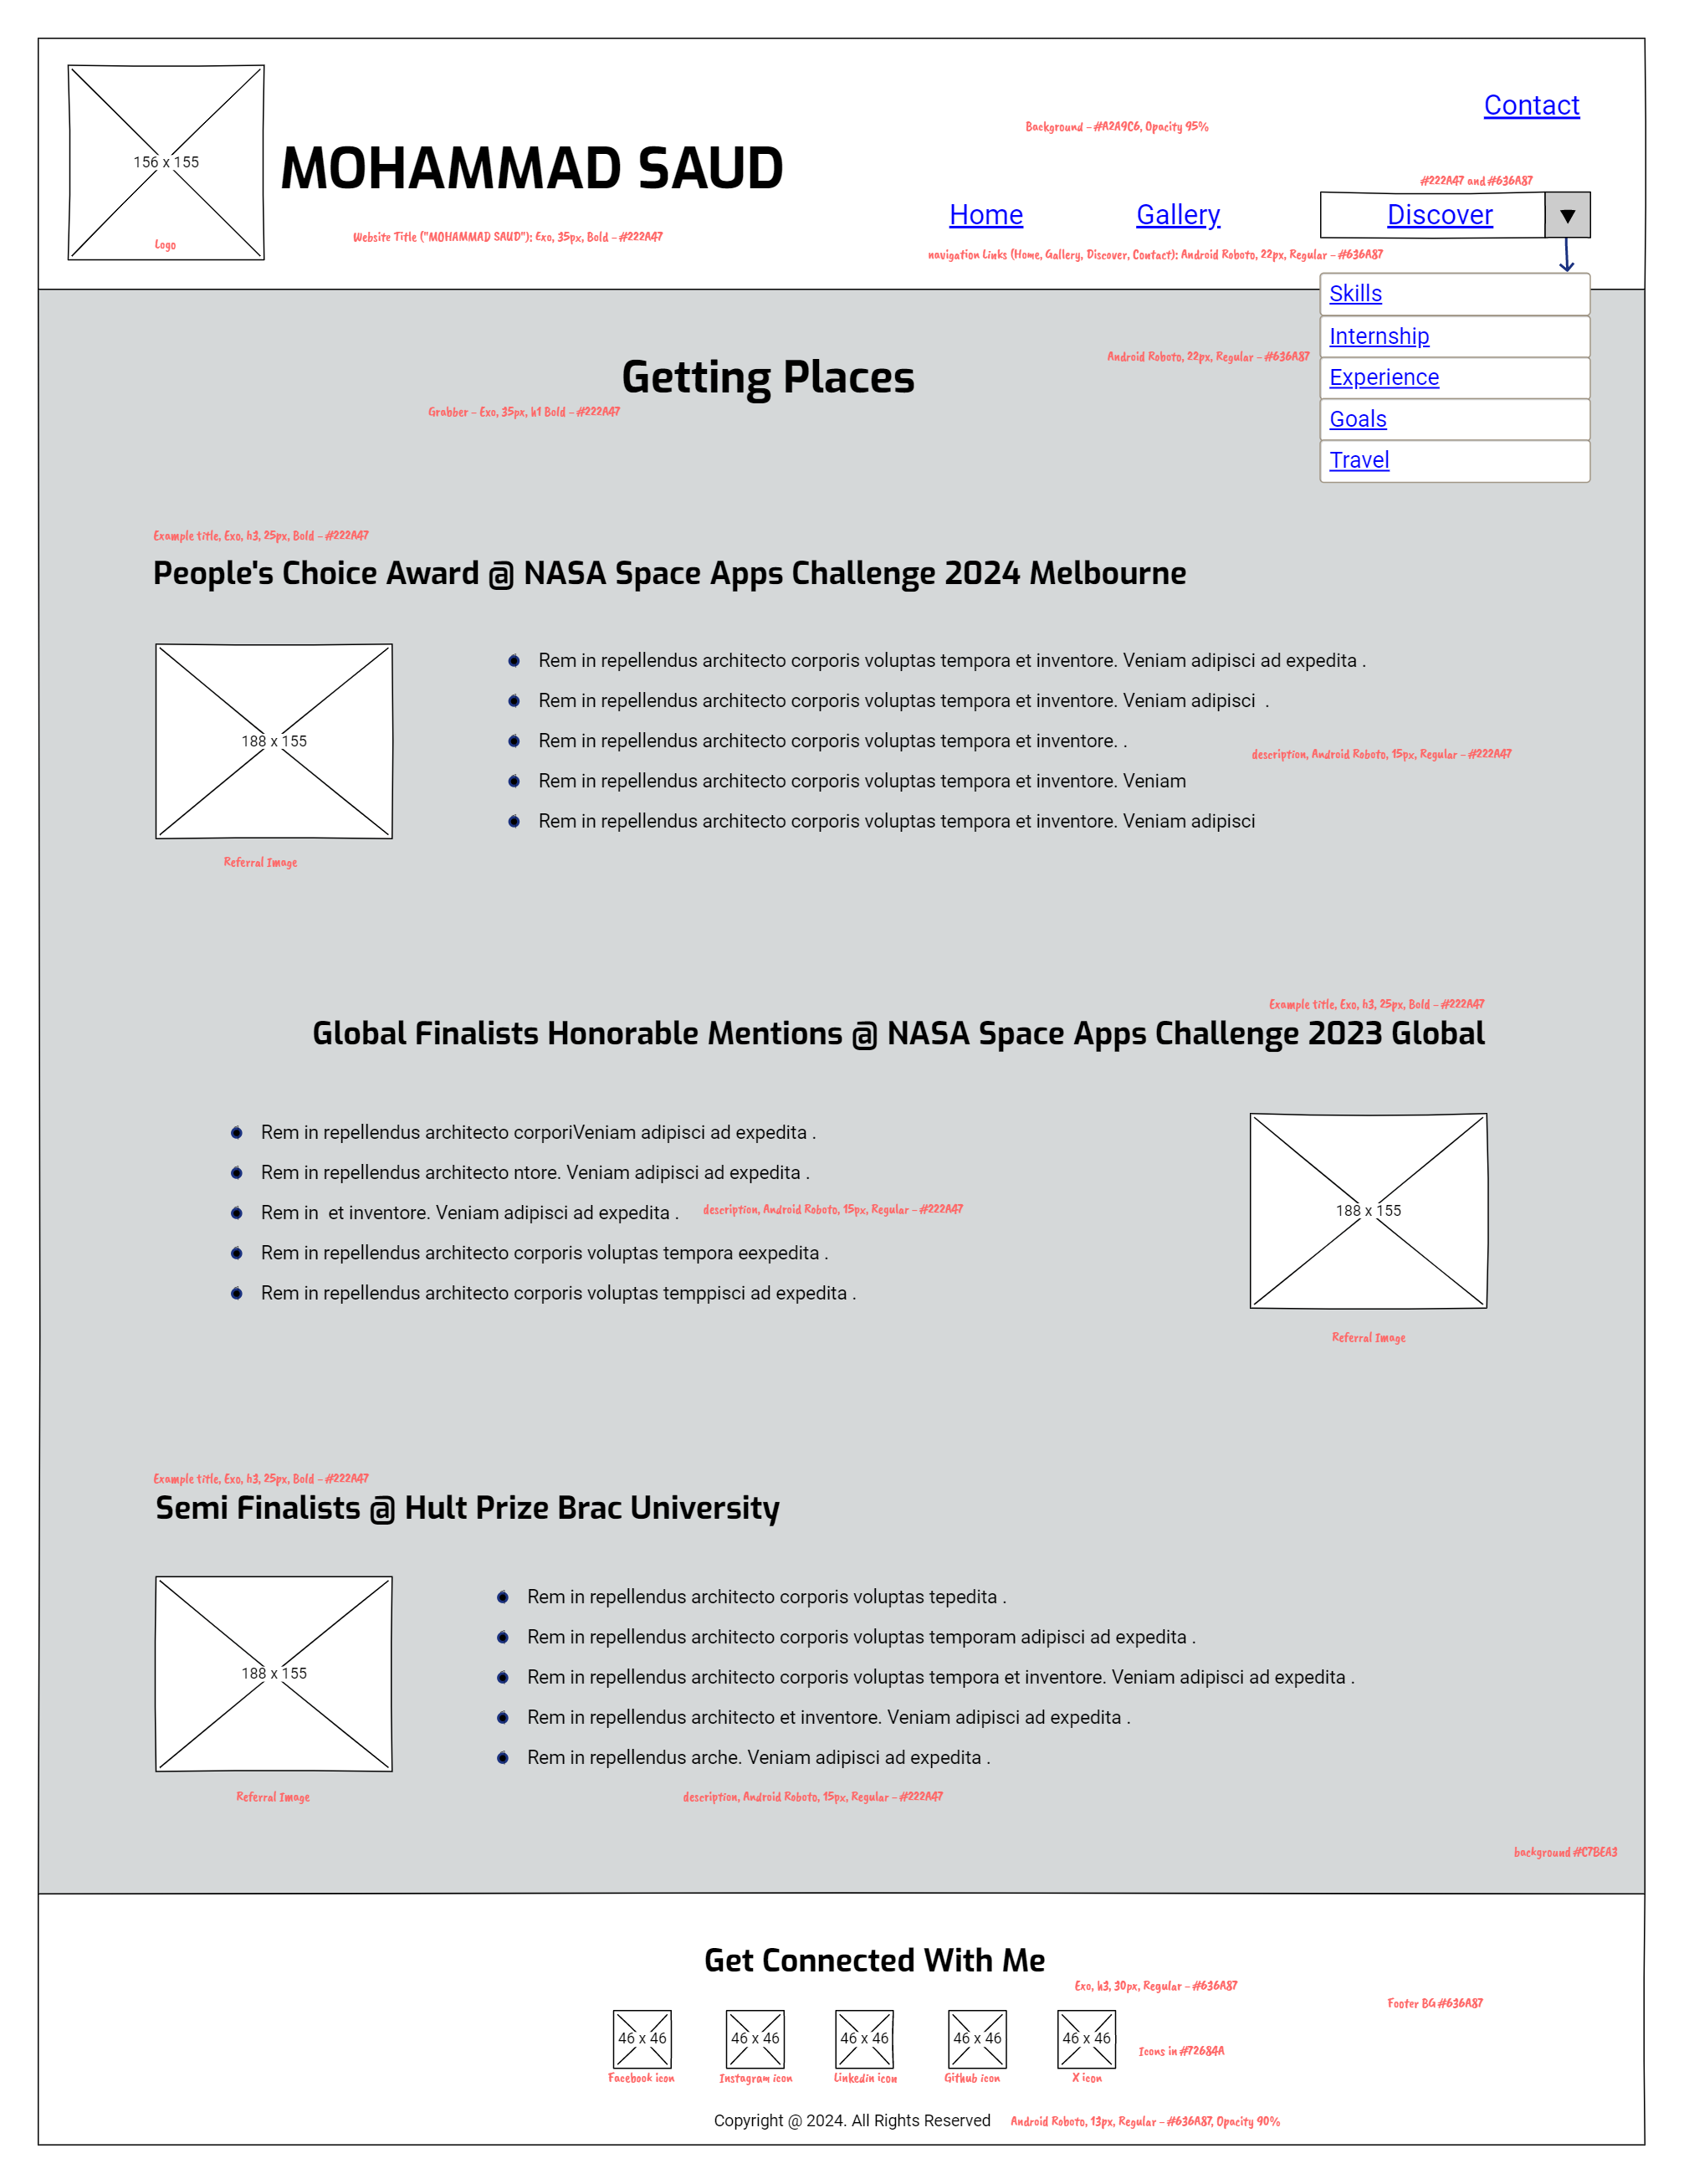 Contact
Background - #A2A9C6, Opacity 95%
156 x 155
MOHAMMAD SAUD
#222A47 and #636A87
Home
Gallery
Discover
Logo
Website Title ("MOHAMMAD SAUD"): Exo, 35px, Bold - #222A47
navigation Links (Home, Gallery, Discover, Contact): Android Roboto, 22px, Regular - #636A87
Skills
Internship
Experience
Goals
Travel
Android Roboto, 22px, Regular - #636A87
Getting Places
Grabber - Exo, 35px, h1 Bold - #222A47
Example title, Exo, h3, 25px, Bold - #222A47
People's Choice Award @ NASA Space Apps Challenge 2024 Melbourne
188 x 155
Rem in repellendus architecto corporis voluptas tempora et inventore. Veniam adipisci ad expedita .
Rem in repellendus architecto corporis voluptas tempora et inventore. Veniam adipisci  .
Rem in repellendus architecto corporis voluptas tempora et inventore. .
Rem in repellendus architecto corporis voluptas tempora et inventore. Veniam
Rem in repellendus architecto corporis voluptas tempora et inventore. Veniam adipisci
description, Android Roboto, 15px, Regular - #222A47
Referral Image
Example title, Exo, h3, 25px, Bold - #222A47
Global Finalists Honorable Mentions @ NASA Space Apps Challenge 2023 Global
Rem in repellendus architecto corporiVeniam adipisci ad expedita .
Rem in repellendus architecto ntore. Veniam adipisci ad expedita .
Rem in  et inventore. Veniam adipisci ad expedita .
Rem in repellendus architecto corporis voluptas tempora eexpedita .
Rem in repellendus architecto corporis voluptas temppisci ad expedita .
description, Android Roboto, 15px, Regular - #222A47
188 x 155
Referral Image
Example title, Exo, h3, 25px, Bold - #222A47
Semi Finalists @ Hult Prize Brac University
188 x 155
Rem in repellendus architecto corporis voluptas tepedita .
Rem in repellendus architecto corporis voluptas temporam adipisci ad expedita .
Rem in repellendus architecto corporis voluptas tempora et inventore. Veniam adipisci ad expedita .
Rem in repellendus architecto et inventore. Veniam adipisci ad expedita .
Rem in repellendus arche. Veniam adipisci ad expedita .
Referral Image
description, Android Roboto, 15px, Regular - #222A47
background #C7BEA3
Get Connected With Me
Exo, h3, 30px, Regular - #636A87
Footer BG #636A87
46 x 46
46 x 46
46 x 46
46 x 46
46 x 46
Icons in #72684A
Facebook icon
Instagram icon
Linkedin icon
Github icon
X icon
Copyright @ 2024. All Rights Reserved
Android Roboto, 13px, Regular - #636A87, Opacity 90%